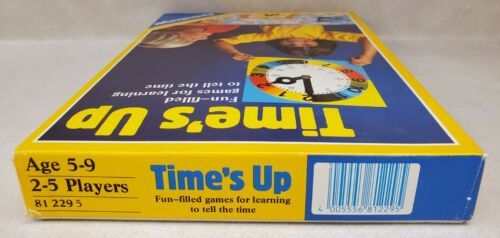 Time's Up
Fun-filled
games for learning
to tell the time
Age 5-9
2-5 Players
81 229 5
Time's Up
Fun-filled games for learning
to tell the time
4 005556 812295